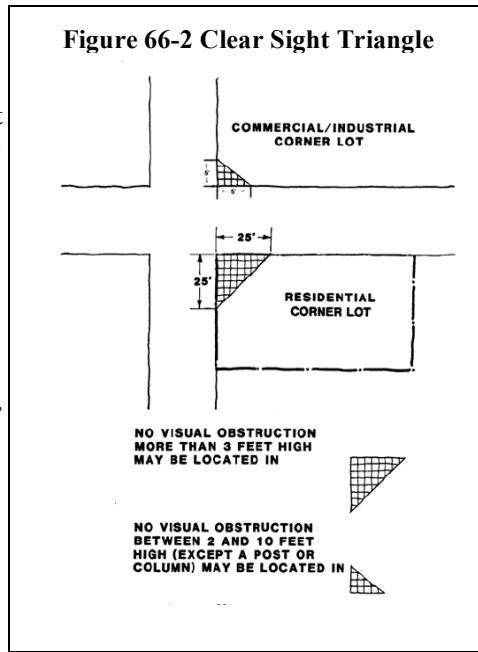 Figure 66-2 Clear Sight Triangle
COMMERCIAL/INDUSTRIAL
CORNER LOT
5'
5'
25'
25'
RESIDENTIAL
CORNER LOT
NO VISUAL OBSTRUCTION
MORE THAN 3 FEET HIGH
MAY BE LOCATED IN
NO VISUAL OBSTRUCTION
BETWEEN 2 AND 10 FEET
HIGH (EXCEPT A POST OR
COLUMN) MAY BE LOCATED IN